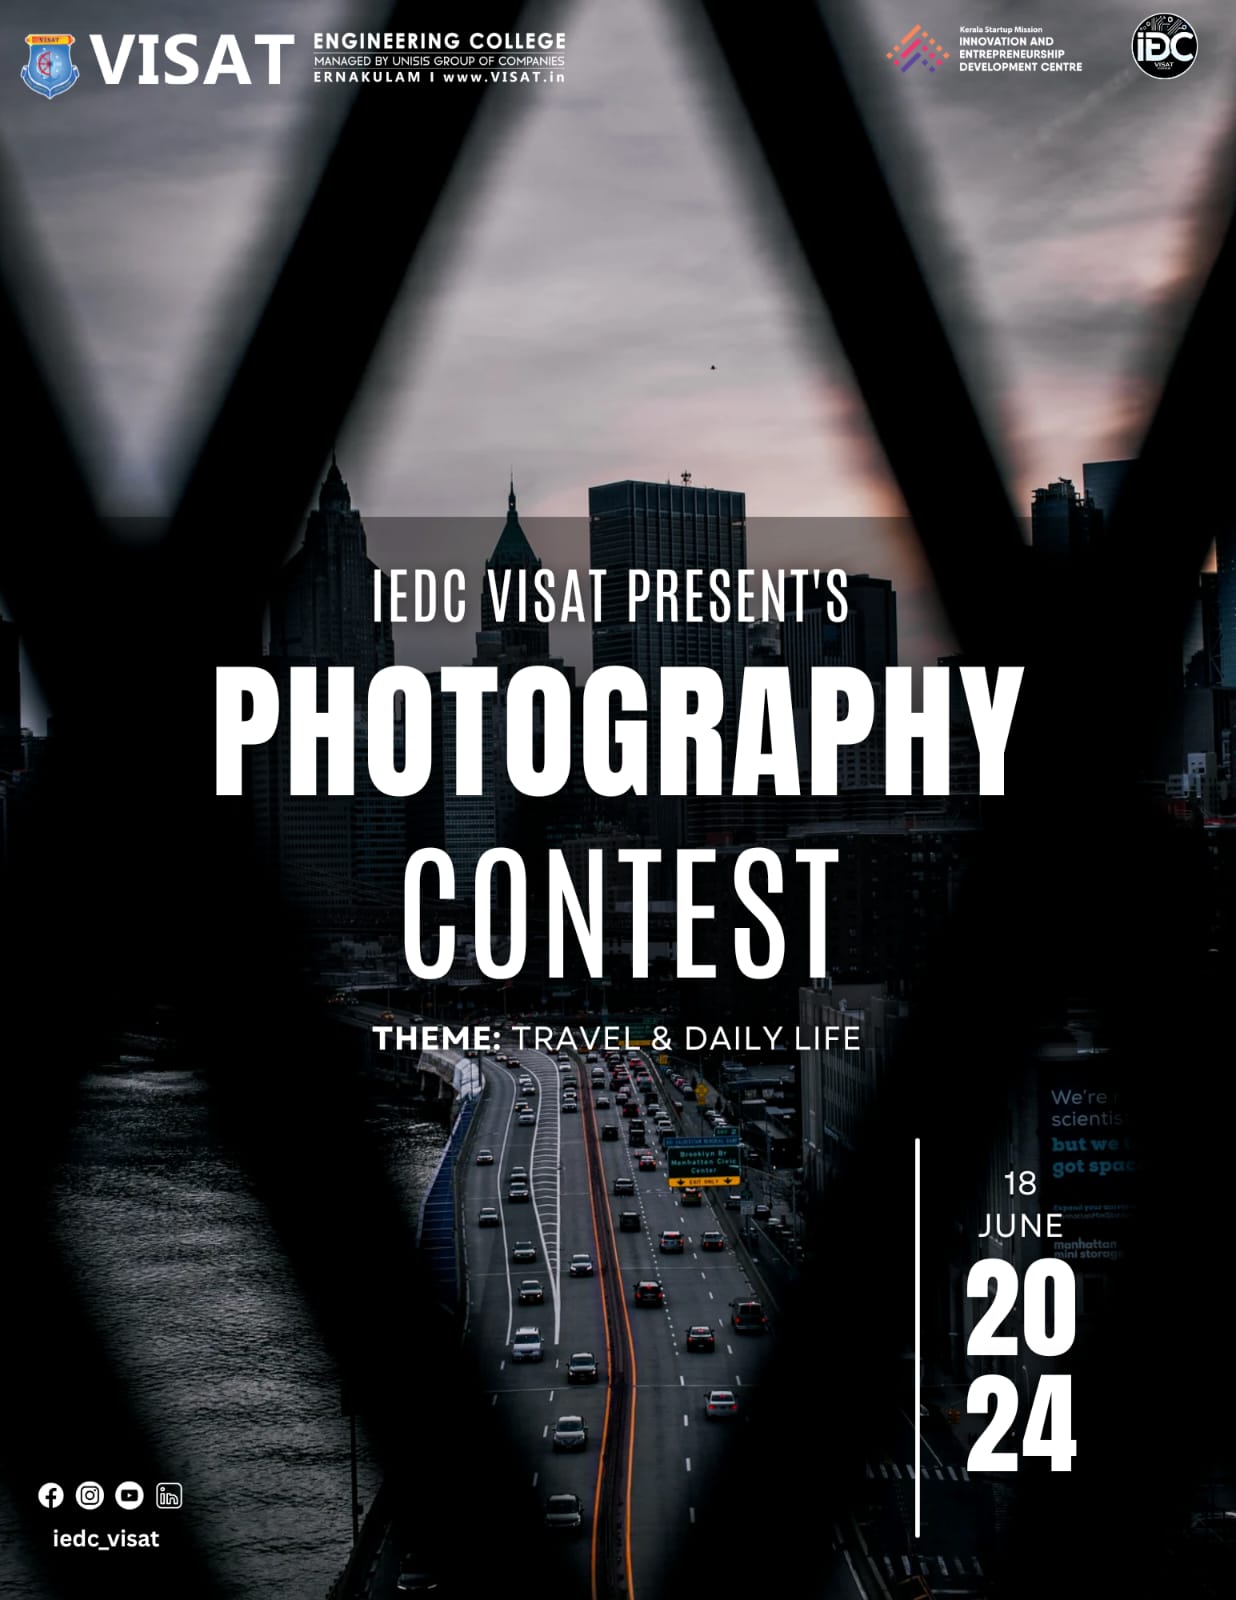 VISAT
ENGINEERING COLLEGE
MANAGED BY UNISIS GROUP OF COMPANIES
ERNAKULAM I www.VISAT.in
Kerala Startup Mission
INNOVATION AND
ENTREPRENEURSHIP
DEVELOPMENT CENTRE
VISAT
IEDC VISAT PRESENT'S
PHOTOGRAPHY
CONTEST
THEME: TRAVEL & DAILY LIFE
We're
scientis
but we
got spac
manhattan
mini storage
Brooklyn Br
Manhattan Civic
Center
EXIT ONLY
18
JUNE
20
24
iedc_visat